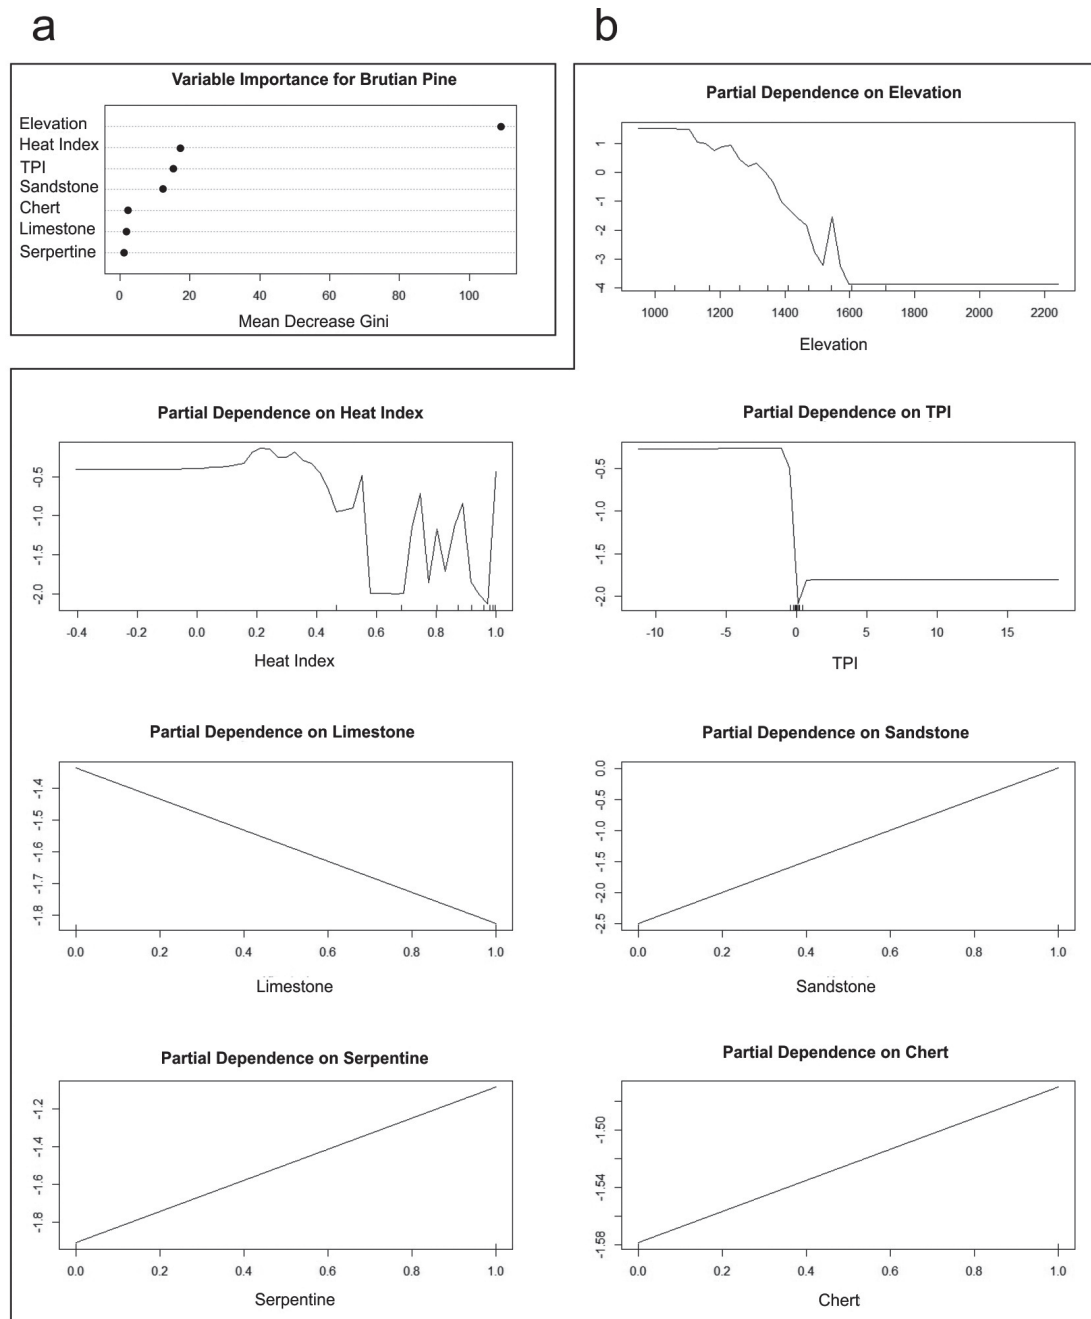 a
b
Variable Importance for Brutian Pine
Elevation
Heat Index
TPI
Sandstone
Chert
Limestone
Serpertine
0 20 40 60 80 100
Mean Decrease Gini
Partial Dependence on Elevation
1
0
-1
-2
-3
-4
1000 1200 1400 1600 1800 2000 2200
Elevation
Partial Dependence on Heat Index
-0.5
-1.0
-1.5
-2.0
-0.4 -0.2 0.0 0.2 0.4 0.6 0.8 1.0
Heat Index
Partial Dependence on TPI
-0.5
-1.0
-1.5
-2.0
-10 -5 0 5 10 15
TPI
Partial Dependence on Limestone
-1.4
-1.5
-1.6
-1.7
-1.8
0.0 0.2 0.4 0.6 0.8 1.0
Limestone
Partial Dependence on Sandstone
0.0
-0.5
-1.0
-1.5
-2.0
-2.5
0.0 0.2 0.4 0.6 0.8 1.0
Sandstone
Partial Dependence on Serpentine
-1.2
-1.4
-1.6
-1.8
0.0 0.2 0.4 0.6 0.8 1.0
Serpentine
Partial Dependence on Chert
-1.50
-1.54
-1.58
0.0 0.2 0.4 0.6 0.8 1.0
Chert